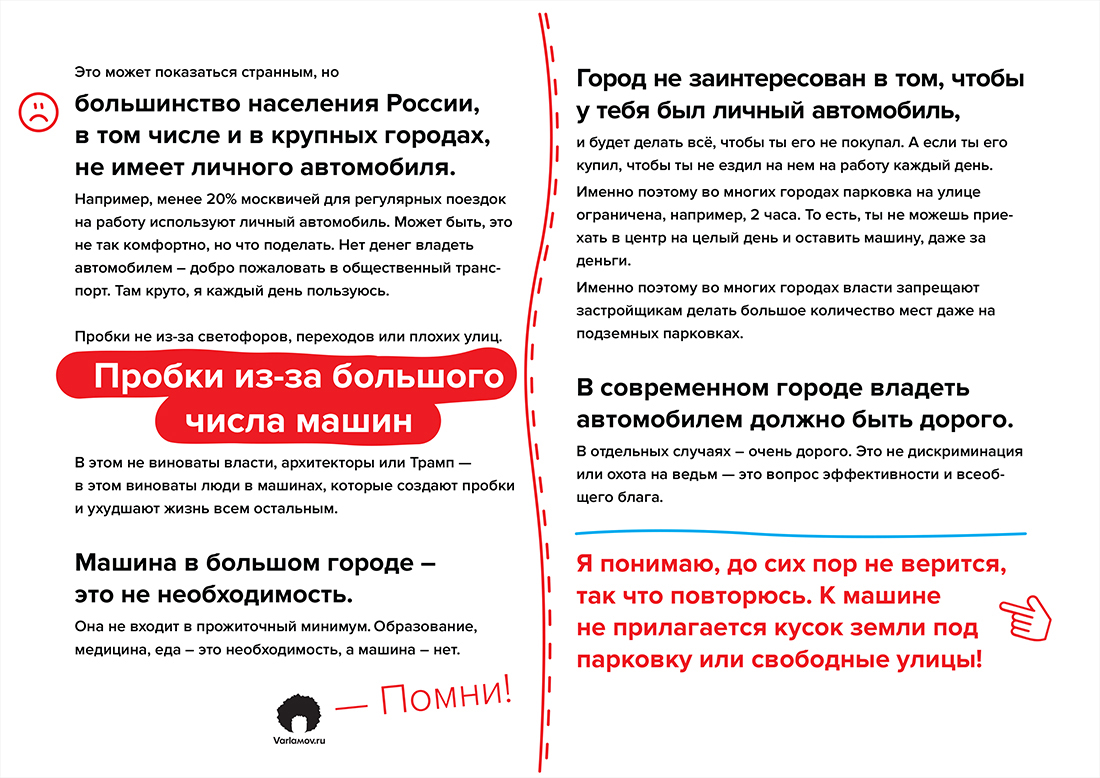 Это может показаться странным, но
большинство населения России,
в том числе и в крупных городах,
не имеет личного автомобиля.
Например, менее 20% москвичей для регулярных поездок
на работу используют личный автомобиль. Может быть, это
не так комфортно, но что поделать. Нет денег владеть
автомобилем – добро пожаловать в общественный транс-
порт. Там круто, я каждый день пользуюсь.
Пробки не из-за светофоров, переходов или плохих улиц.
Пробки из-за большого
числа машин
В этом не виноваты власти, архитекторы или Трамп —
в этом виноваты люди в машинах, которые создают пробки
и ухудшают жизнь всем остальным.
Машина в большом городе –
это не необходимость.
Она не входит в прожиточный минимум. Образование,
медицина, еда – это необходимость, а машина – нет.
— Помни!
Varlamov.ru
Город не заинтересован в том, чтобы
у тебя был личный автомобиль,
и будет делать всё, чтобы ты его не покупал. А если ты его
купил, чтобы ты не ездил на нем на работу каждый день.
Именно поэтому во многих городах парковка на улице
ограничена, например, 2 часа. То есть, ты не можешь прие-
хать в центр на целый день и оставить машину, даже за
деньги.
Именно поэтому во многих городах власти запрещают
застройщикам делать большое количество мест даже на
подземных парковках.
В современном городе владеть
автомобилем должно быть дорого.
В отдельных случаях – очень дорого. Это не дискриминация
или охота на ведьм — это вопрос эффективности и всеоб-
щего блага.
Я понимаю, до сих пор не верится,
так что повторюсь. К машине
не прилагается кусок земли под
парковку или свободные улицы!